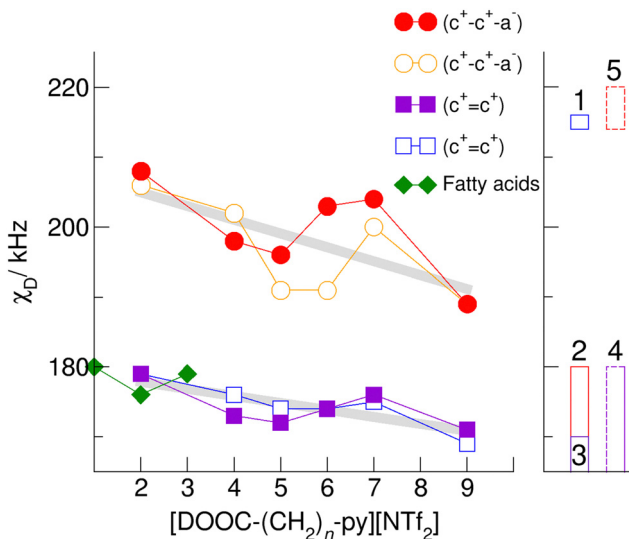 (c⁺-c⁺-a⁻)
(c⁺-c⁺-a⁻)
(c⁺=c⁺)
(c⁺=c⁺)
Fatty acids
220
200
180
χ_D/ kHz
2 3 4 5 6 7 8 9
[DOOC-(CH₂)ₙ-py][NTf₂]
5
1
2 4
3